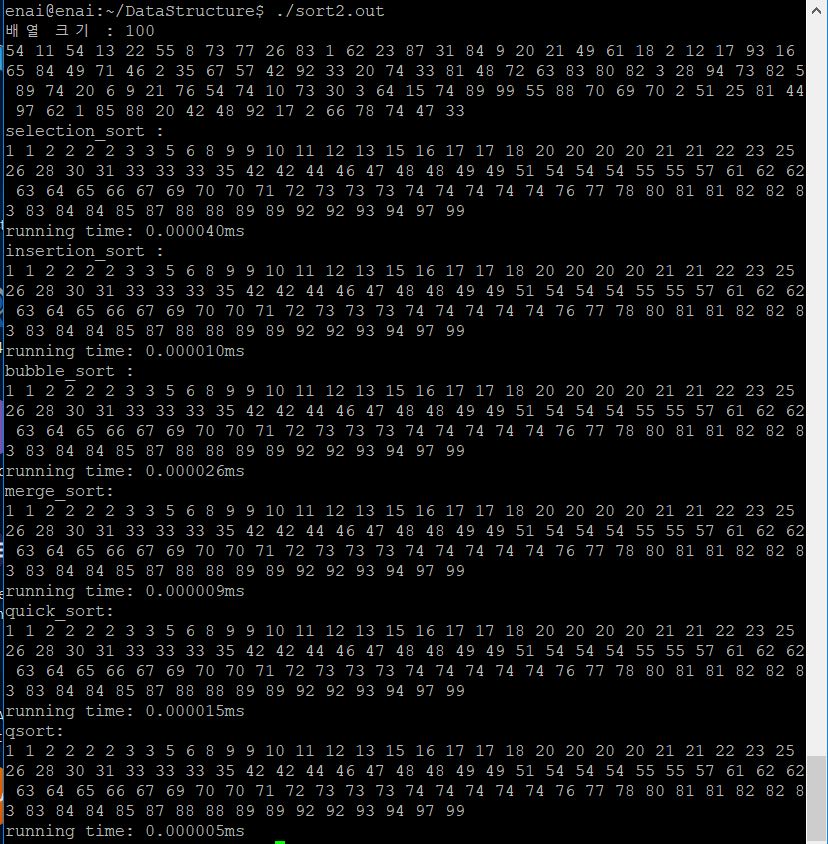 enai@enai:~/DataStructure$ ./sort2.out
배열 크기 : 100
54 11 54 13 22 55 8 73 77 26 83 1 62 23 87 31 84 9 20 21 49 61 18 2 12 17 93 16
65 84 49 71 46 2 35 67 57 42 92 33 20 74 33 81 48 72 63 83 80 82 3 28 94 73 82 5
 89 74 20 6 9 21 76 54 74 10 73 30 3 64 15 74 89 99 55 88 70 69 70 2 51 25 81 44
 97 62 1 85 88 20 42 48 92 17 2 66 78 74 47 33
selection_sort :
1 1 2 2 2 2 3 3 5 6 8 9 9 10 11 12 13 15 16 17 17 18 20 20 20 20 21 21 22 23 25
26 28 30 31 33 33 33 35 42 42 44 46 47 48 48 49 49 51 54 54 54 55 55 57 61 62 62
 63 64 65 66 67 69 70 70 71 72 73 73 73 74 74 74 74 74 76 77 78 80 81 81 82 82 8
3 83 84 84 85 87 88 88 89 89 92 92 93 94 97 99
running time: 0.000040ms
insertion_sort :
1 1 2 2 2 2 3 3 5 6 8 9 9 10 11 12 13 15 16 17 17 18 20 20 20 20 21 21 22 23 25
26 28 30 31 33 33 33 35 42 42 44 46 47 48 48 49 49 51 54 54 54 55 55 57 61 62 62
 63 64 65 66 67 69 70 70 71 72 73 73 73 74 74 74 74 74 76 77 78 80 81 81 82 82 8
3 83 84 84 85 87 88 88 89 89 92 92 93 94 97 99
running time: 0.000010ms
bubble_sort :
1 1 2 2 2 2 3 3 5 6 8 9 9 10 11 12 13 15 16 17 17 18 20 20 20 20 21 21 22 23 25
26 28 30 31 33 33 33 35 42 42 44 46 47 48 48 49 49 51 54 54 54 55 55 57 61 62 62
 63 64 65 66 67 69 70 70 71 72 73 73 73 74 74 74 74 74 76 77 78 80 81 81 82 82 8
3 83 84 84 85 87 88 88 89 89 92 92 93 94 97 99
running time: 0.000026ms
merge_sort:
1 1 2 2 2 2 3 3 5 6 8 9 9 10 11 12 13 15 16 17 17 18 20 20 20 20 21 21 22 23 25
26 28 30 31 33 33 33 35 42 42 44 46 47 48 48 49 49 51 54 54 54 55 55 57 61 62 62
 63 64 65 66 67 69 70 70 71 72 73 73 73 74 74 74 74 74 76 77 78 80 81 81 82 82 8
3 83 84 84 85 87 88 88 89 89 92 92 93 94 97 99
running time: 0.000009ms
quick_sort:
1 1 2 2 2 2 3 3 5 6 8 9 9 10 11 12 13 15 16 17 17 18 20 20 20 20 21 21 22 23 25
26 28 30 31 33 33 33 35 42 42 44 46 47 48 48 49 49 51 54 54 54 55 55 57 61 62 62
 63 64 65 66 67 69 70 70 71 72 73 73 73 74 74 74 74 74 76 77 78 80 81 81 82 82 8
3 83 84 84 85 87 88 88 89 89 92 92 93 94 97 99
running time: 0.000015ms
qsort:
1 1 2 2 2 2 3 3 5 6 8 9 9 10 11 12 13 15 16 17 17 18 20 20 20 20 21 21 22 23 25
26 28 30 31 33 33 33 35 42 42 44 46 47 48 48 49 49 51 54 54 54 55 55 57 61 62 62
 63 64 65 66 67 69 70 70 71 72 73 73 73 74 74 74 74 74 76 77 78 80 81 81 82 82 8
3 83 84 84 85 87 88 88 89 89 92 92 93 94 97 99
running time: 0.000005ms